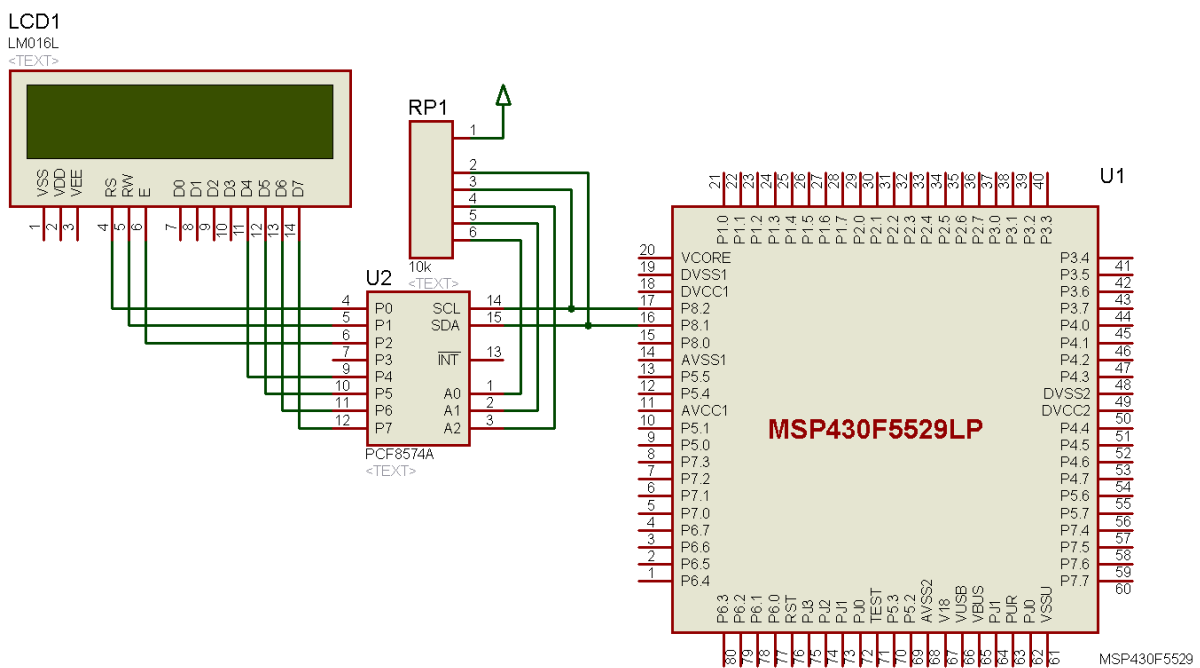 LCD1
LM016L
<TEXT>
VSS
VDD
VEE
RS
RW
E
D0
D1
D2
D3
D4
D5
D6
D7
1
2
3
4
5
6
7
8
9
10
11
12
13
14
RP1
1
2
3
4
5
6
10k
<TEXT>
U2
4 P0 SCL 14
5 P1 SDA 15
6 P2
7 P3 INT 13
9 P4
10 P5 A0 1
11 P6 A1 2
12 P7 A2 3
PCF8574A
<TEXT>
U1
21
22
23
24
25
26
27
28
29
30
31
32
33
34
35
36
37
38
39
40
P1.0
P1.1
P1.2
P1.3
P1.4
P1.5
P1.6
P1.7
P2.0
P2.1
P2.2
P2.3
P2.4
P2.5
P2.6
P2.7
P3.0
P3.1
P3.2
P3.3
20 VCORE
19 DVSS1
18 DVCC1
17 P8.2
16 P8.1
15 P8.0
14 AVSS1
13 P5.5
12 P5.4
11 AVCC1
10 P5.1
9 P5.0
8 P7.3
7 P7.2
6 P7.1
5 P7.0
4 P6.7
3 P6.6
2 P6.5
1 P6.4
MSP430F5529LP
P3.4 41
P3.5 42
P3.6 43
P3.7 44
P4.0 45
P4.1 46
P4.2 47
P4.3 48
DVSS2 49
DVCC2 50
P4.4 51
P4.5 52
P4.6 53
P4.7 54
P5.6 55
P5.7 56
P7.4 57
P7.5 58
P7.6 59
P7.7 60
P6.3
P6.2
P6.1
P6.0
RST
PJ3
PJ2
PJ1
PJ0
TEST
P5.3
P5.2
AVSS2
V18
VUSB
VBUS
PJ1
PUR
PJ0
VSSU
80
79
78
77
76
75
74
73
72
71
70
69
68
67
66
65
64
63
62
61
MSP430F5529